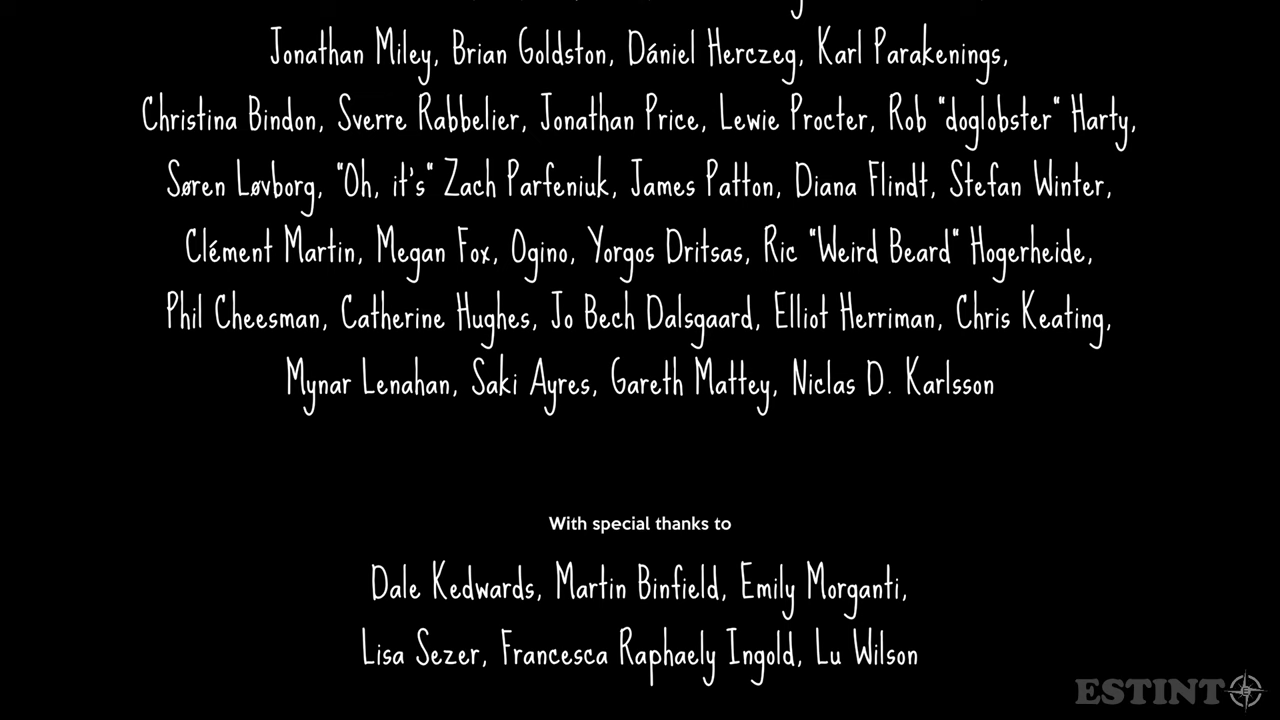 Jonathan Miley, Brian Goldston, Dániel Herczeg, Karl Parakenings,
Christina Bindon, Sverre Rabbelier, Jonathan Price, Lewie Procter, Rob "doglobster" Harty,
Søren Løvborg, "Oh, it's" Zach Parfeniuk, James Patton, Diana Flindt, Stefan Winter,
Clément Martin, Megan Fox, Ogino, Yorgos Dritsas, Ric "Weird Beard" Hogerheide,
Phil Cheesman, Catherine Hughes, Jo Bech Dalsgaard, Elliot Herriman, Chris Keating,
Mynar Lenahan, Saki Ayres, Gareth Mattey, Niclas D. Karlsson
With special thanks to
Dale Kedwards, Martin Binfield, Emily Morganti,
Lisa Sezer, Francesca Raphaely Ingold, Lu Wilson
ESTINTO